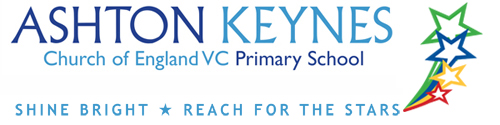 ASHTON KEYNES
Church of England VC Primary School
SHINE BRIGHT ★ REACH FOR THE STARS